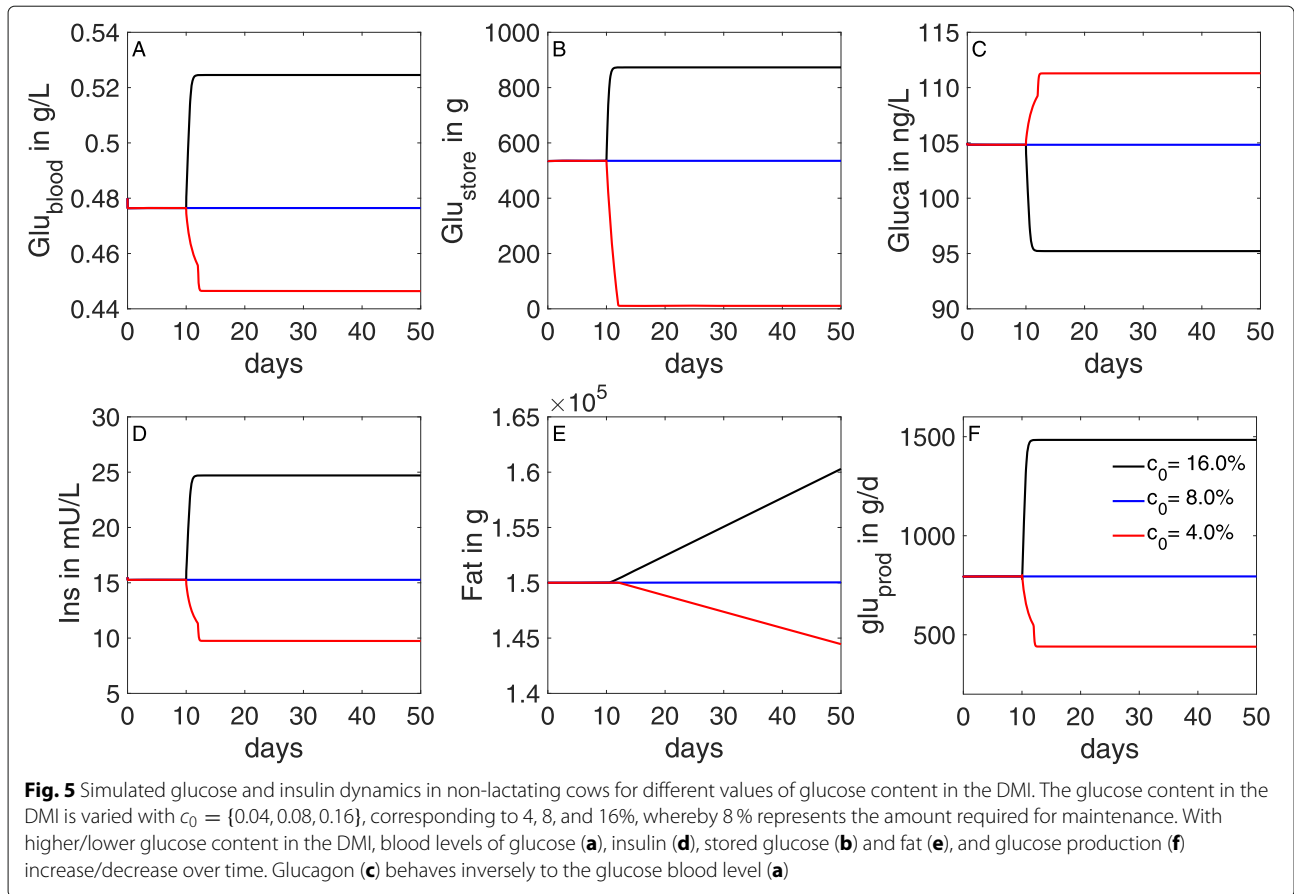 A
0.54
0.52
0.5
0.48
0.46
0.44
Glu_blood in g/L
0 10 20 30 40 50
days
B
1000
800
600
400
200
0
Glu_store in g
0 10 20 30 40 50
days
C
115
110
105
100
95
90
Gluca in ng/L
0 10 20 30 40 50
days
D
30
25
20
15
10
5
Ins in mU/L
0 10 20 30 40 50
days
E
×10^5
1.65
1.6
1.55
1.5
1.45
1.4
Fat in g
0 10 20 30 40 50
days
F
1500
1000
500
glu_prod in g/d
c_0= 16.0%
c_0= 8.0%
c_0= 4.0%
0 10 20 30 40 50
days
Fig. 5 Simulated glucose and insulin dynamics in non-lactating cows for different values of glucose content in the DMI. The glucose content in the
DMI is varied with c_0 = {0.04, 0.08, 0.16}, corresponding to 4, 8, and 16%, whereby 8 % represents the amount required for maintenance. With
higher/lower glucose content in the DMI, blood levels of glucose (a), insulin (d), stored glucose (b) and fat (e), and glucose production (f)
increase/decrease over time. Glucagon (c) behaves inversely to the glucose blood level (a)